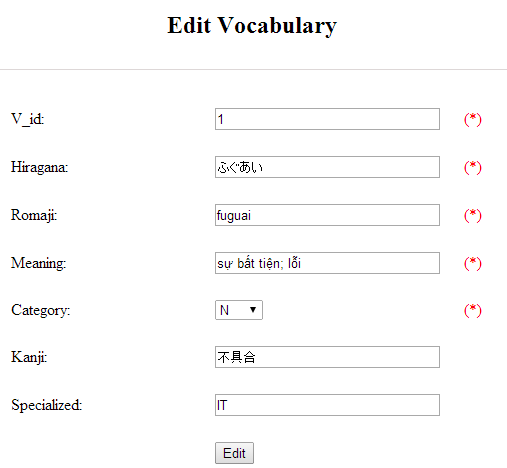 Edit Vocabulary
V_id: 1 (*)
Hiragana: ふぐあい (*)
Romaji: fuguai (*)
Meaning: sự bất tiện; lỗi (*)
Category: N (*)
Kanji: 不具合
Specialized: IT
Edit